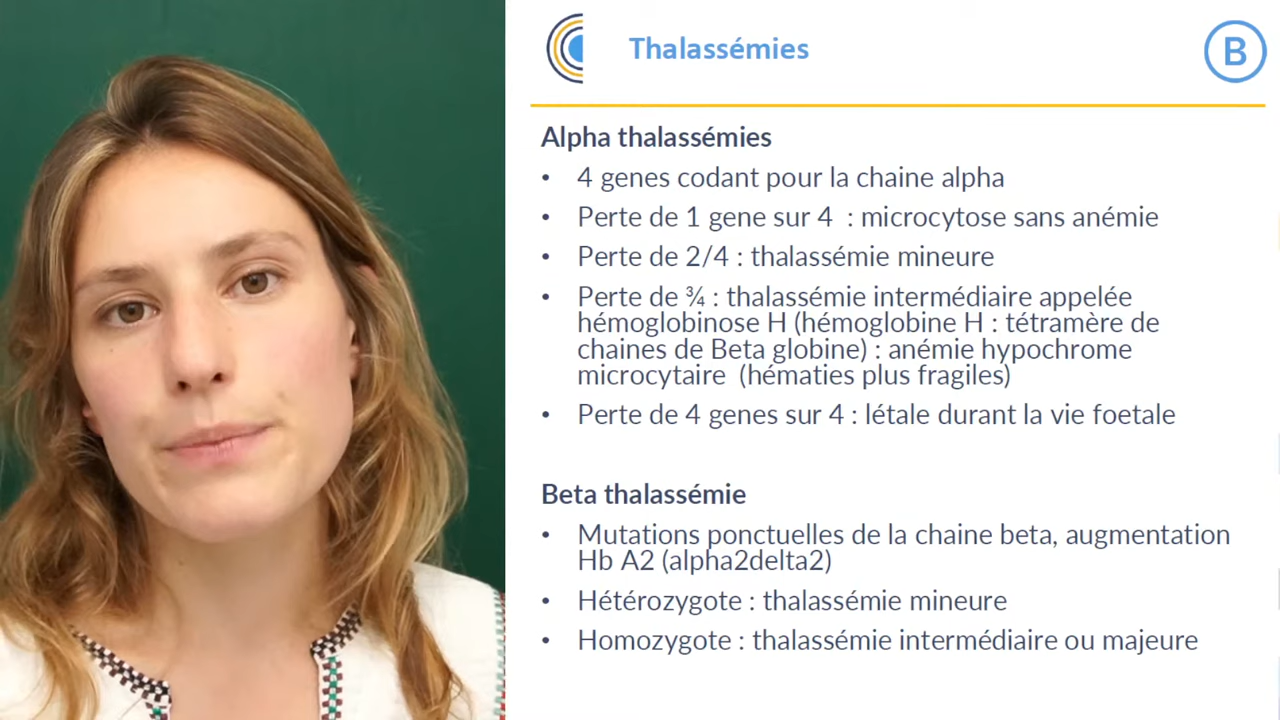 Thalassémies
B
Alpha thalassémies
• 4 genes codant pour la chaine alpha
• Perte de 1 gene sur 4 : microcytose sans anémie
• Perte de 2/4 : thalassémie mineure
• Perte de ¾ : thalassémie intermédiaire appelée
hémoglobinose H (hémoglobine H : tétramère de
chaines de Beta globine) : anémie hypochrome
microcytaire (hématies plus fragiles)
• Perte de 4 genes sur 4 : létale durant la vie foetale
Beta thalassémie
• Mutations ponctuelles de la chaine beta, augmentation
Hb A2 (alpha2delta2)
• Hétérozygote : thalassémie mineure
• Homozygote : thalassémie intermédiaire ou majeure